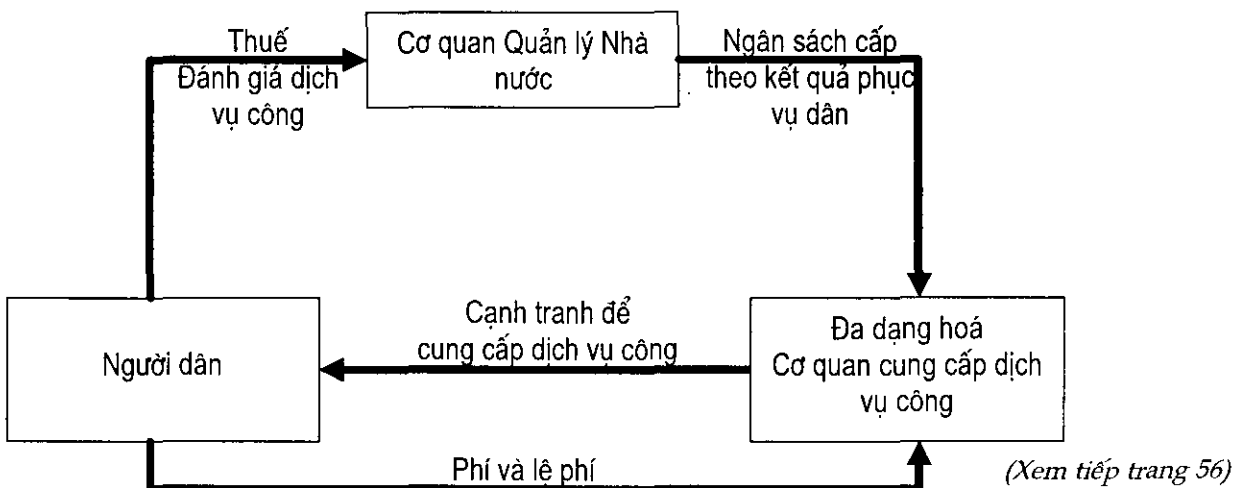 Thuế
Đánh giá dịch
vụ công
Cơ quan Quản lý Nhà
nước
Ngân sách cấp
theo kết quả phục
vụ dân
Người dân
Cạnh tranh để
cung cấp dịch vụ công
Đa dạng hoá
Cơ quan cung cấp dịch
vụ công
Phí và lệ phí
(Xem tiếp trang 56)